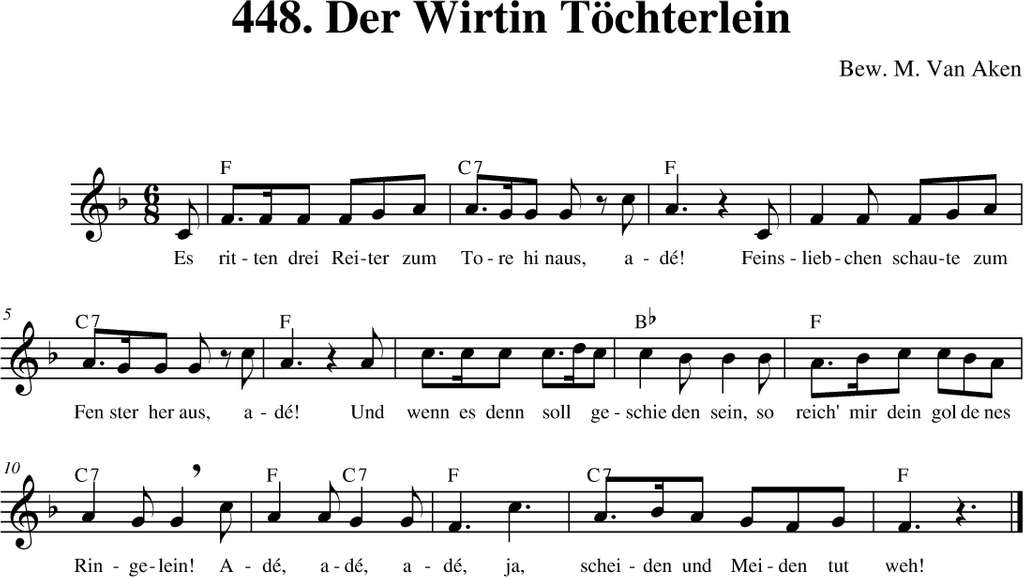 448. Der Wirtin Töchterlein
Bew. M. Van Aken
F C7 F
6
8
Es rit - ten drei Rei - ter zum To - re hi naus, a - dé! Feins - lieb - chen schau - te zum
5
C7 F B♭ F
Fen ster her aus, a - dé! Und wenn es denn soll ge - schie den sein, so reich' mir dein gol de nes
10
C7 F C7 F C7 F
Rin - ge - lein! A - dé, a - dé, a - dé, ja, schei - den und Mei - den tut weh!